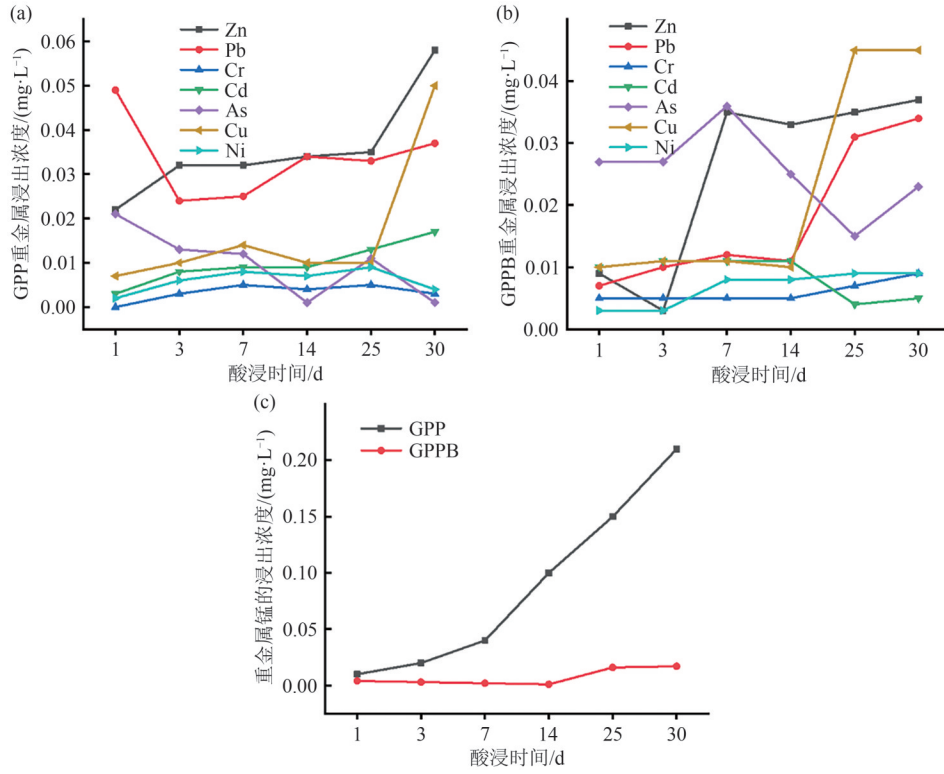 (a)
GPP重金属浸出浓度/(mg·L⁻¹)
0.06
0.05
0.04
0.03
0.02
0.01
0.00
Zn
Pb
Cr
Cd
As
Cu
Ni
1 3 7 14 25 30
酸浸时间/d
(b)
GPPB重金属浸出浓度/(mg·L⁻¹)
0.04
0.03
0.02
0.01
0.00
Zn
Pb
Cr
Cd
As
Cu
Ni
1 3 7 14 25 30
酸浸时间/d
(c)
重金属锰的浸出浓度/(mg·L⁻¹)
0.20
0.15
0.10
0.05
0.00
GPP
GPPB
1 3 7 14 25 30
酸浸时间/d